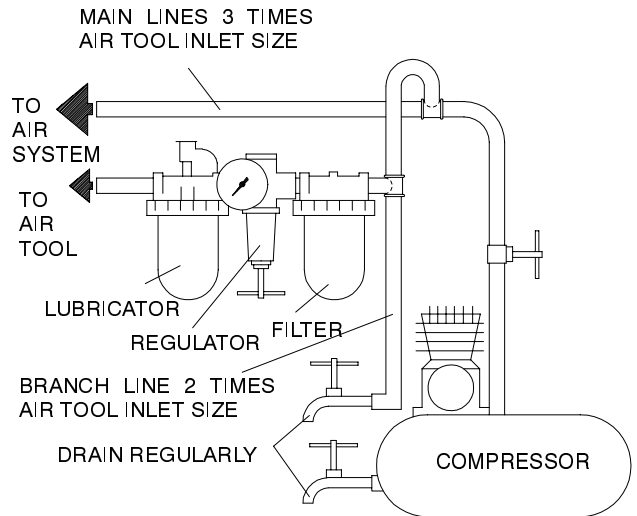 MAIN LINES 3 TIMES
AIR TOOL INLET SIZE
TO
AIR
SYSTEM
TO
AIR
TOOL
LUBRICATOR
REGULATOR
FILTER
BRANCH LINE 2 TIMES
AIR TOOL INLET SIZE
DRAIN REGULARLY
COMPRESSOR